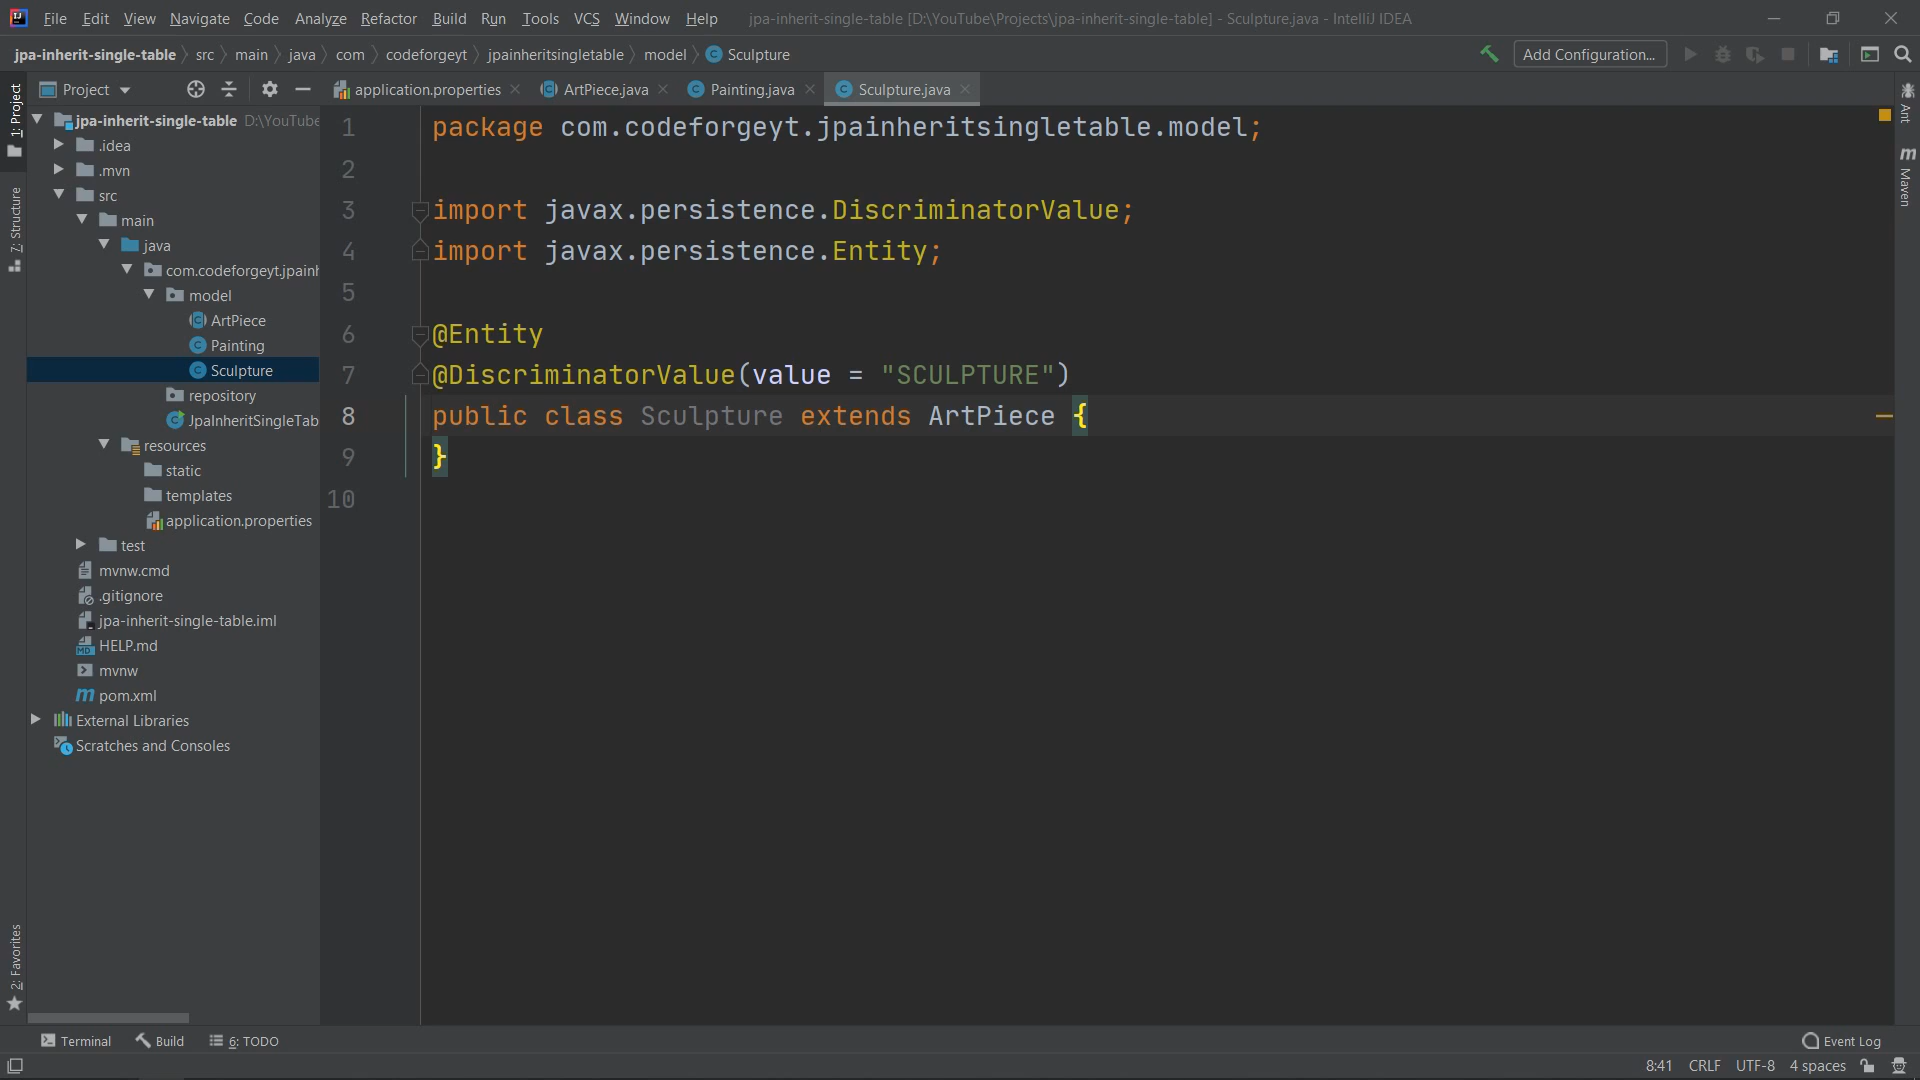 File Edit View Navigate Code Analyze Refactor Build Run Tools VCS Window Help jpa-inherit-single-table [D:\YouTube\Projects\jpa-inherit-single-table] - Sculpture.java - IntelliJ IDEA
jpa-inherit-single-table src main java com codeforgeyt jpainheritsingletable model Sculpture Add Configuration...
Project application.properties ArtPiece.java Painting.java Sculpture.java
1: Project
7: Structure
2: Favorites
jpa-inherit-single-table D:\YouTube
.idea
.mvn
src
main
java
com.codeforgeyt.jpainh
model
ArtPiece
Painting
Sculpture
repository
JpaInheritSingleTab
resources
static
templates
application.properties
test
mvnw.cmd
.gitignore
jpa-inherit-single-table.iml
HELP.md
mvnw
pom.xml
External Libraries
Scratches and Consoles
1 package com.codeforgeyt.jpainheritsingletable.model;
2
3 import javax.persistence.DiscriminatorValue;
4 import javax.persistence.Entity;
5
6 @Entity
7 @DiscriminatorValue(value = "SCULPTURE")
8 public class Sculpture extends ArtPiece {
9 }
10
Ant
Maven
Terminal Build 6: TODO Event Log
8:41 CRLF UTF-8 4 spaces